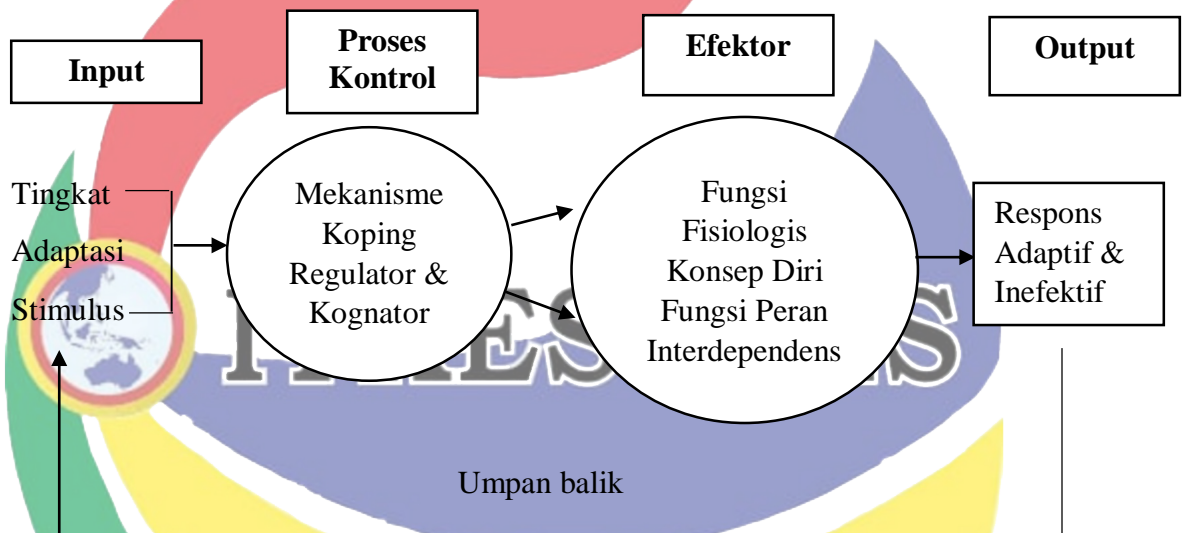 Input
Proses
Kontrol
Efektor
Output
Tingkat
Adaptasi
Stimulus
Mekanisme
Koping
Regulator &
Kognator
Fungsi
Fisiologis
Konsep Diri
Fungsi Peran
Interdependens
Respons
Adaptif &
Inefektif
Umpan balik